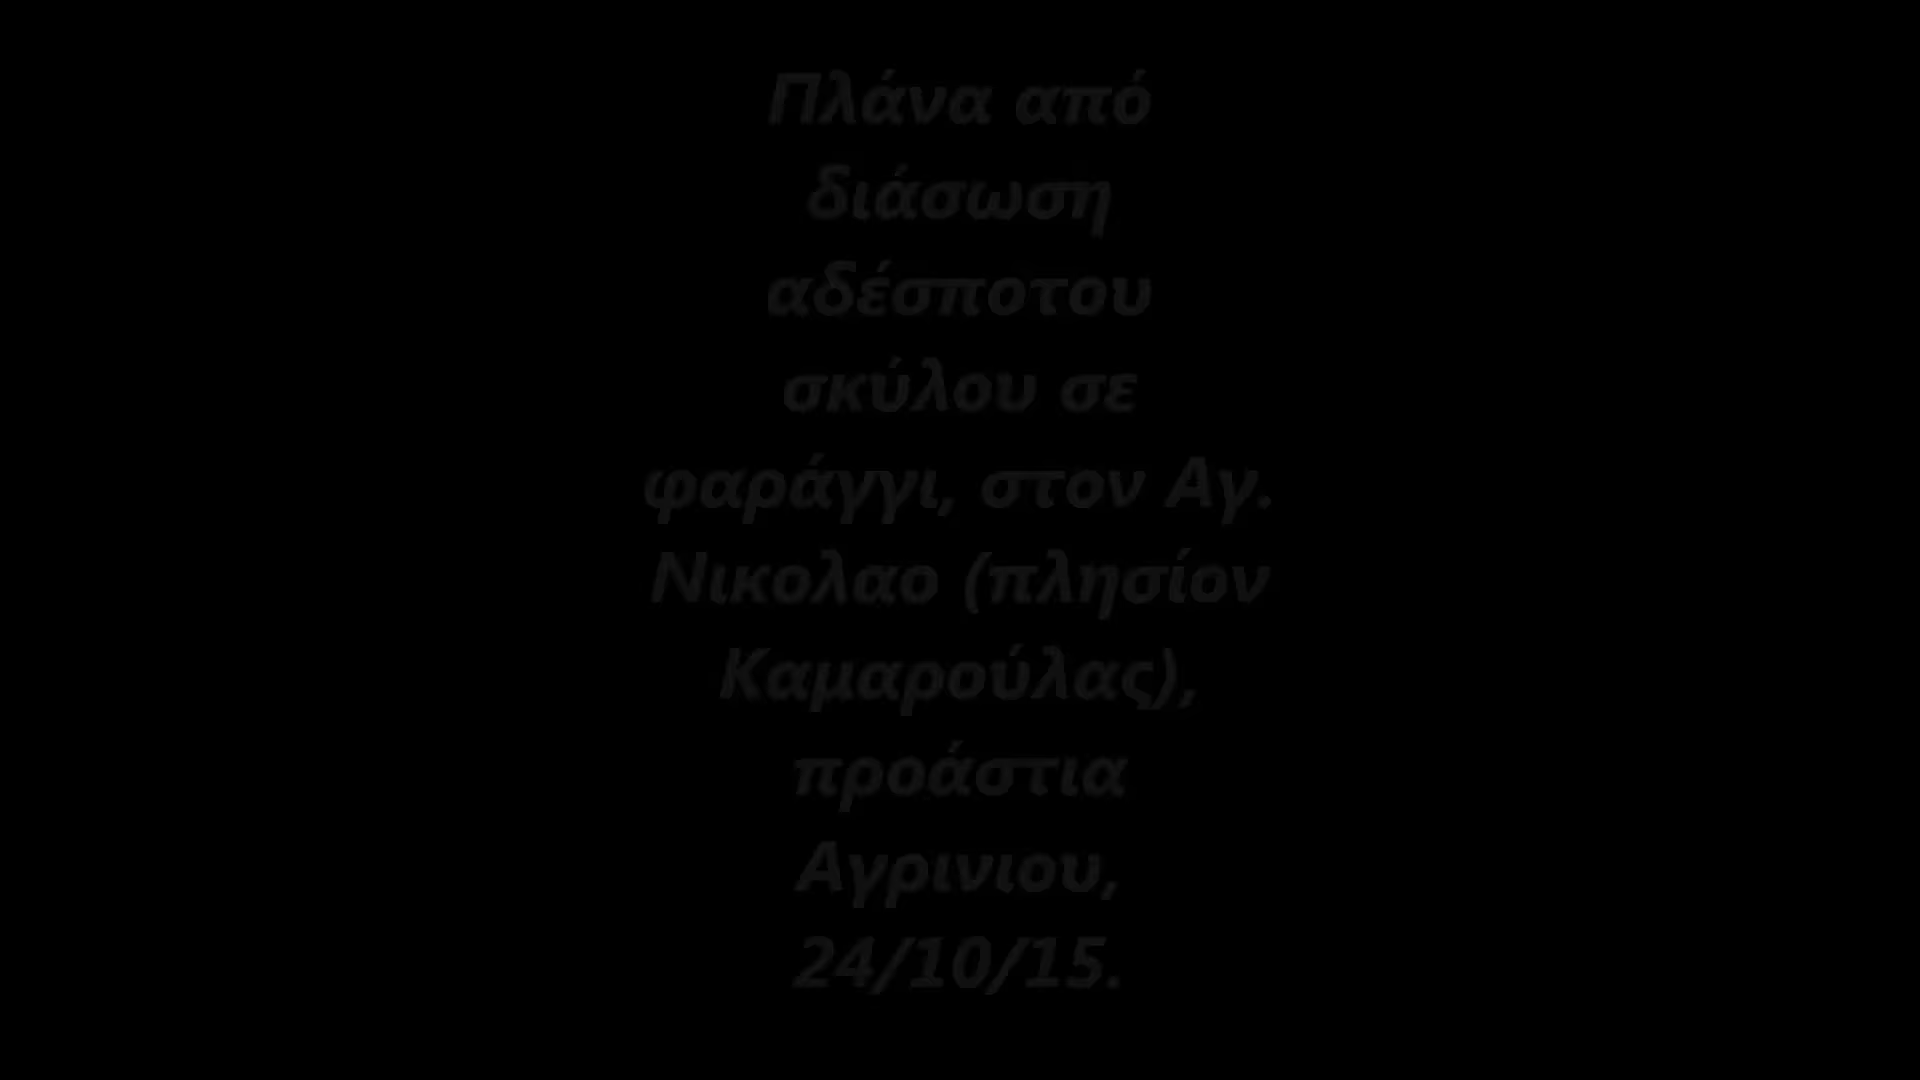 Πλάνα από
διάσωση
αδέσποτου
σκύλου σε
φαράγγι, στον Αγ.
Νικολαο (πλησίον
Καμαρούλας),
προάστια
Αγρινιου,
24/10/15.